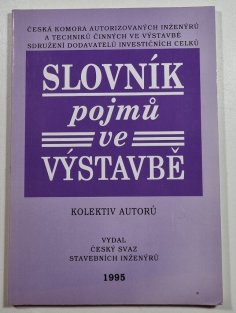 ČESKÁ KOMORA AUTORIZOVANÝCH INŽENÝRŮ
A TECHNIKŮ ČINNÝCH VE VÝSTAVBĚ
SDRUŽENÍ DODAVATELŮ INVESTIČNÍCH CELKŮ
SLOVNÍK
pojmů
ve
VÝSTAVBĚ
KOLEKTIV AUTORŮ
VYDAL
ČESKÝ SVAZ
STAVEBNÍCH INŽENÝRŮ
1995